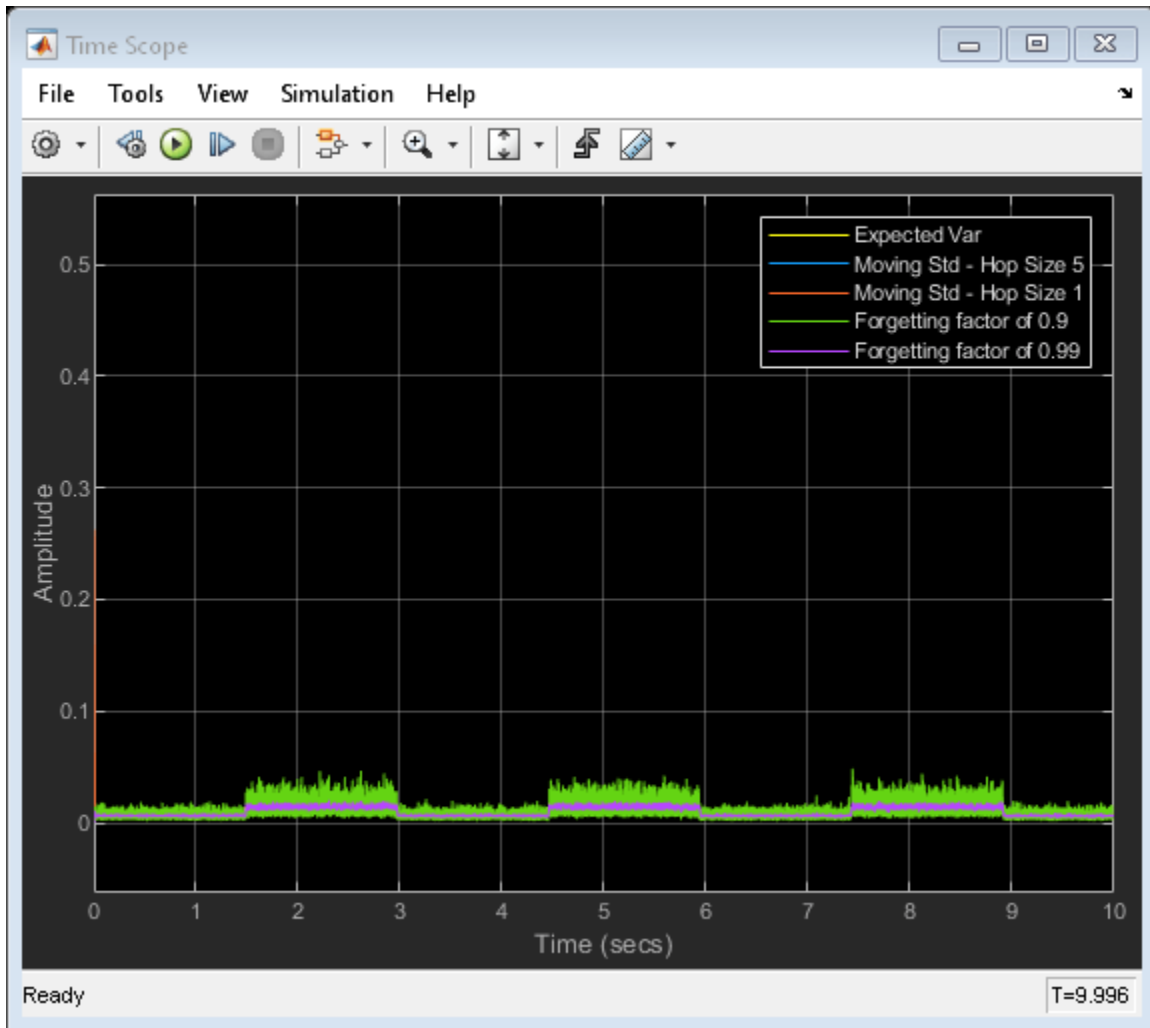 Time Scope
File Tools View Simulation Help
Expected Var
Moving Std - Hop Size 5
Moving Std - Hop Size 1
Forgetting factor of 0.9
Forgetting factor of 0.99
0.5
0.4
0.3
0.2
0.1
0
Amplitude
0 1 2 3 4 5 6 7 8 9 10
Time (secs)
Ready T=9.996